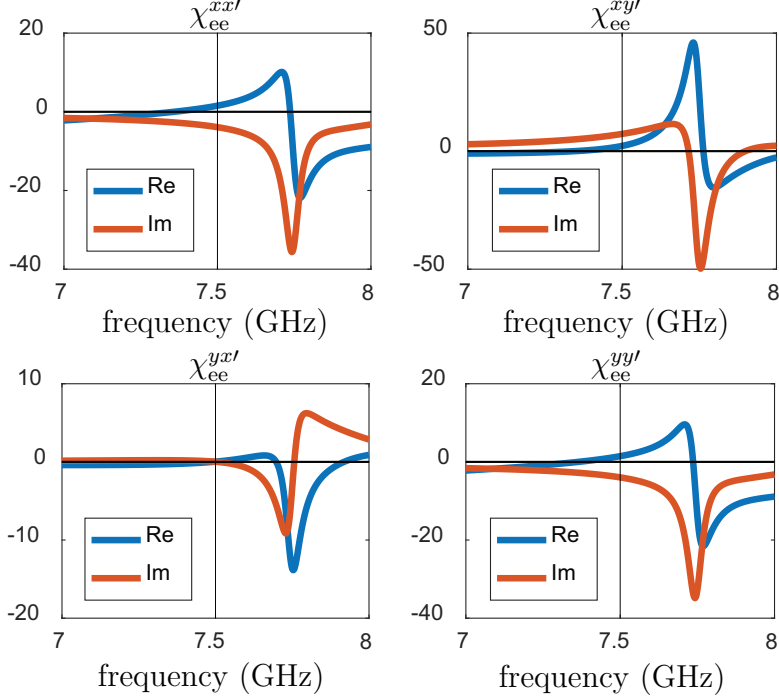 χ_ee^xx′ χ_ee^xy′
20 50
0 0
-20
-40 -50
Re Re
Im Im
7 7.5 8 7 7.5 8
frequency (GHz) frequency (GHz)
χ_ee^yx′ χ_ee^yy′
10 20
0 0
-10 -20
-20 -40
Re Re
Im Im
7 7.5 8 7 7.5 8
frequency (GHz) frequency (GHz)